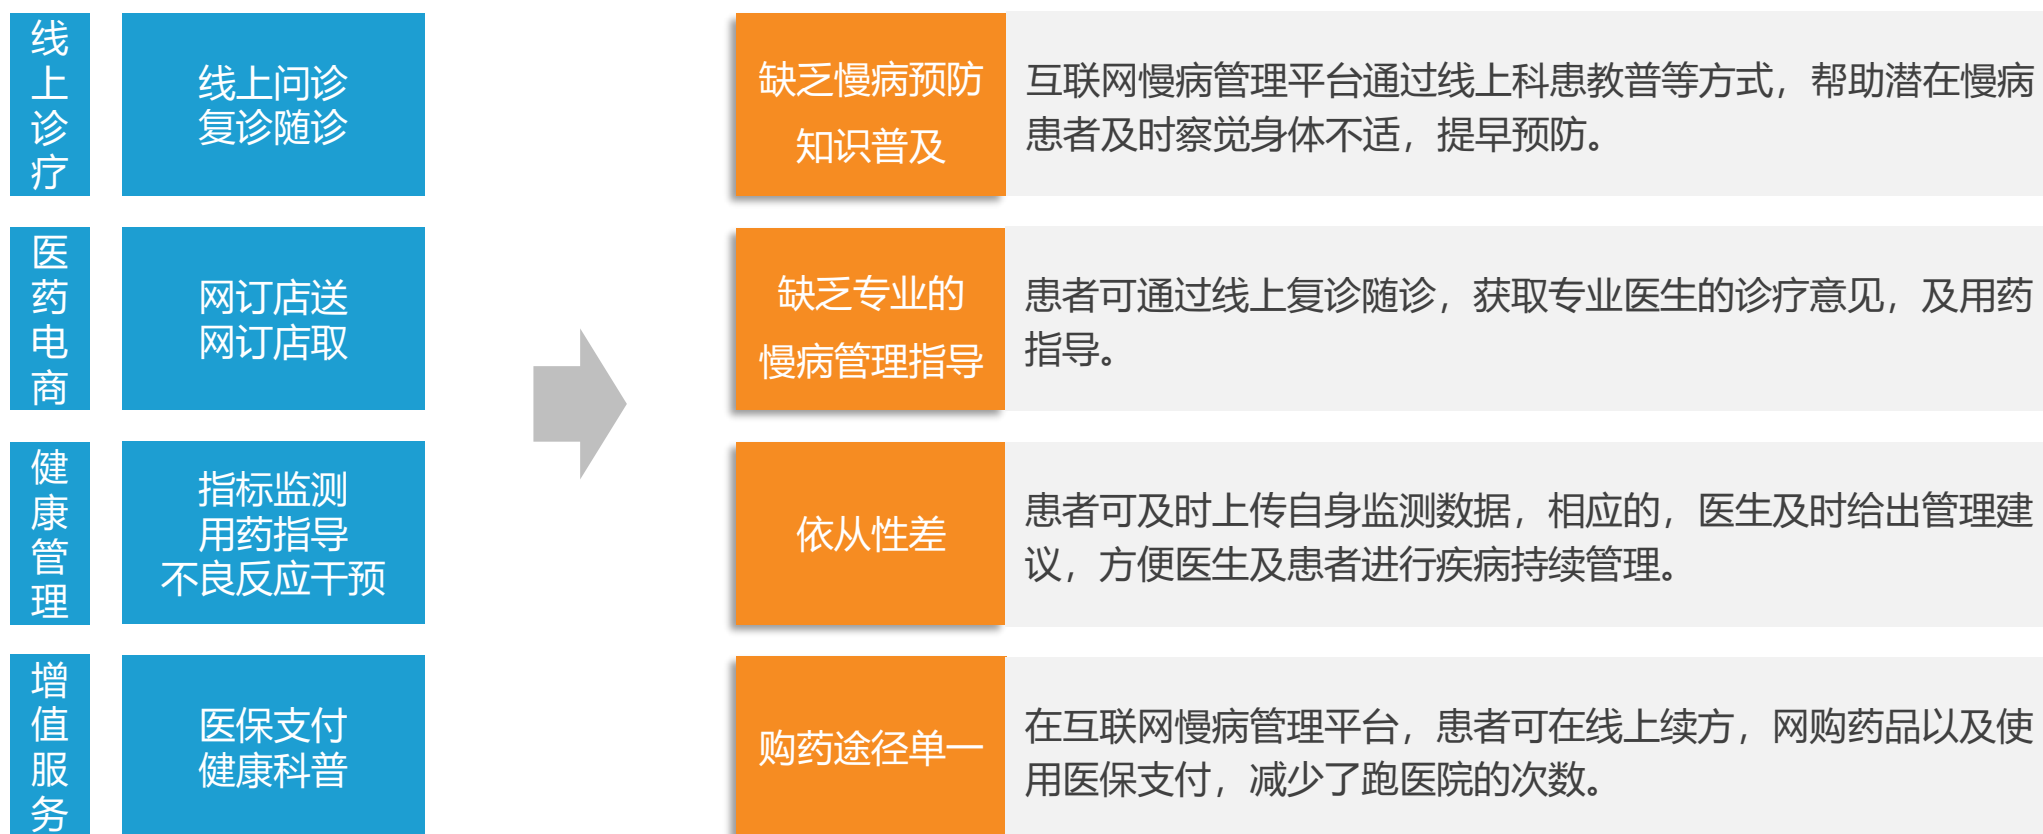 线上诊疗
线上问诊
复诊随诊
缺乏慢病预防
知识普及
互联网慢病管理平台通过线上科患教普等方式，帮助潜在慢病
患者及时察觉身体不适，提早预防。
医药电商
网订店送
网订店取
缺乏专业的
慢病管理指导
患者可通过线上复诊随诊，获取专业医生的诊疗意见，及用药
指导。
健康管理
指标监测
用药指导
不良反应干预
依从性差
患者可及时上传自身监测数据，相应的，医生及时给出管理建
议，方便医生及患者进行疾病持续管理。
增值服务
医保支付
健康科普
购药途径单一
在互联网慢病管理平台，患者可在线上续方，网购药品以及使
用医保支付，减少了跑医院的次数。